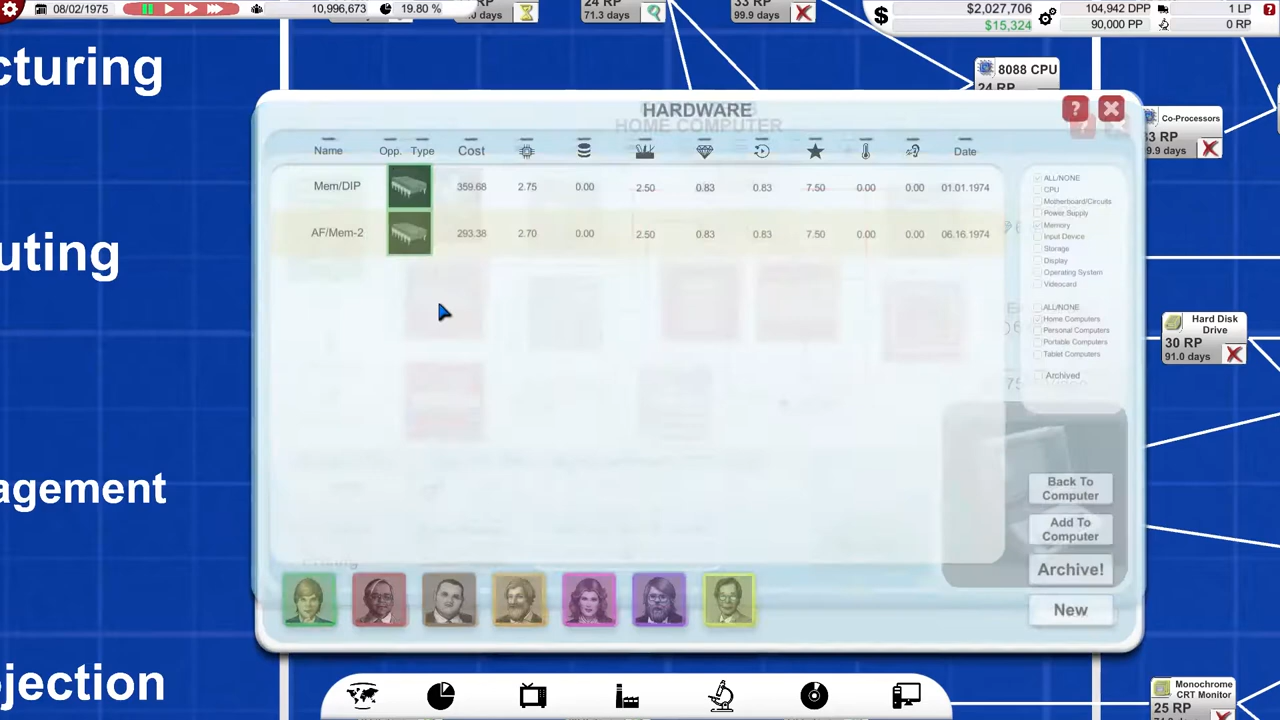 08/02/1975
10,996,673
19.80 %
71.3 days
99.9 days
$2,027,706
$15,324
104,942 DPP
90,000 PP
1 LP
0 RP
cturing
uting
agement
jection
8088 CPU
24 RP
Co-Processors
99.9 days
Hard Disk
Drive
30 RP
91.0 days
Monochrome
CRT Monitor
25 RP
HARDWARE
HOME COMPUTER
Name Opp. Type Cost Date
Mem/DIP 359.68 2.75 0.00 2.50 0.83 0.83 7.50 0.00 0.00 01.01.1974
AF/Mem-2 293.38 2.70 0.00 2.50 0.83 0.83 7.50 0.00 0.00 06.16.1974
ALL/NONE
CPU
Motherboard/Circuits
Power Supply
Memory
Input Device
Storage
Display
Operating System
Videocard
ALL/NONE
Home Computers
Personal Computers
Portable Computers
Tablet Computers
Archived
Back To
Computer
Add To
Computer
Archive!
New